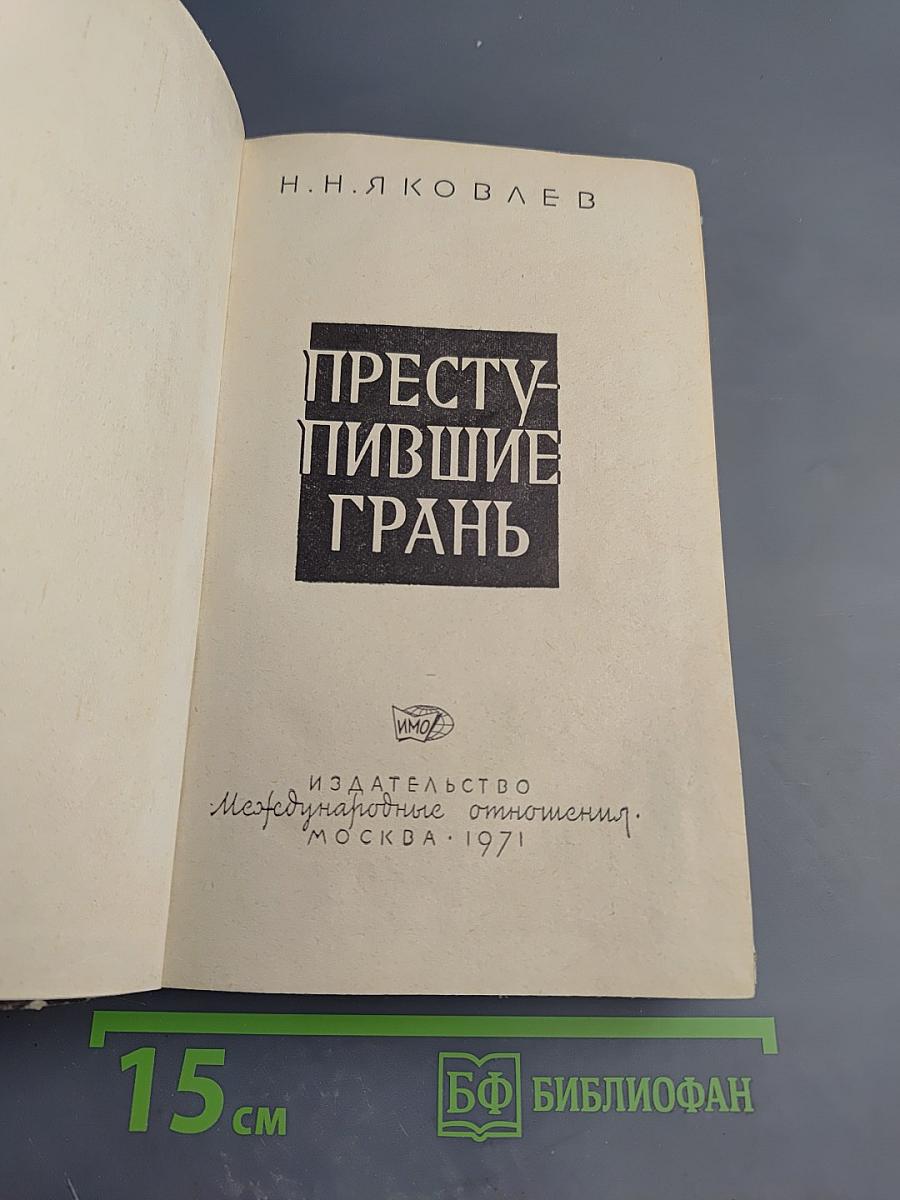 Н.Н.ЯКОВЛЕВ
ПРЕСТУ-
ПИВШИЕ
ГРАНЬ
ИМО
ИЗДАТЕЛЬСТВО
Международные отношения.
МОСКВА · 1971
15 см
БФ БИБЛИОФАН